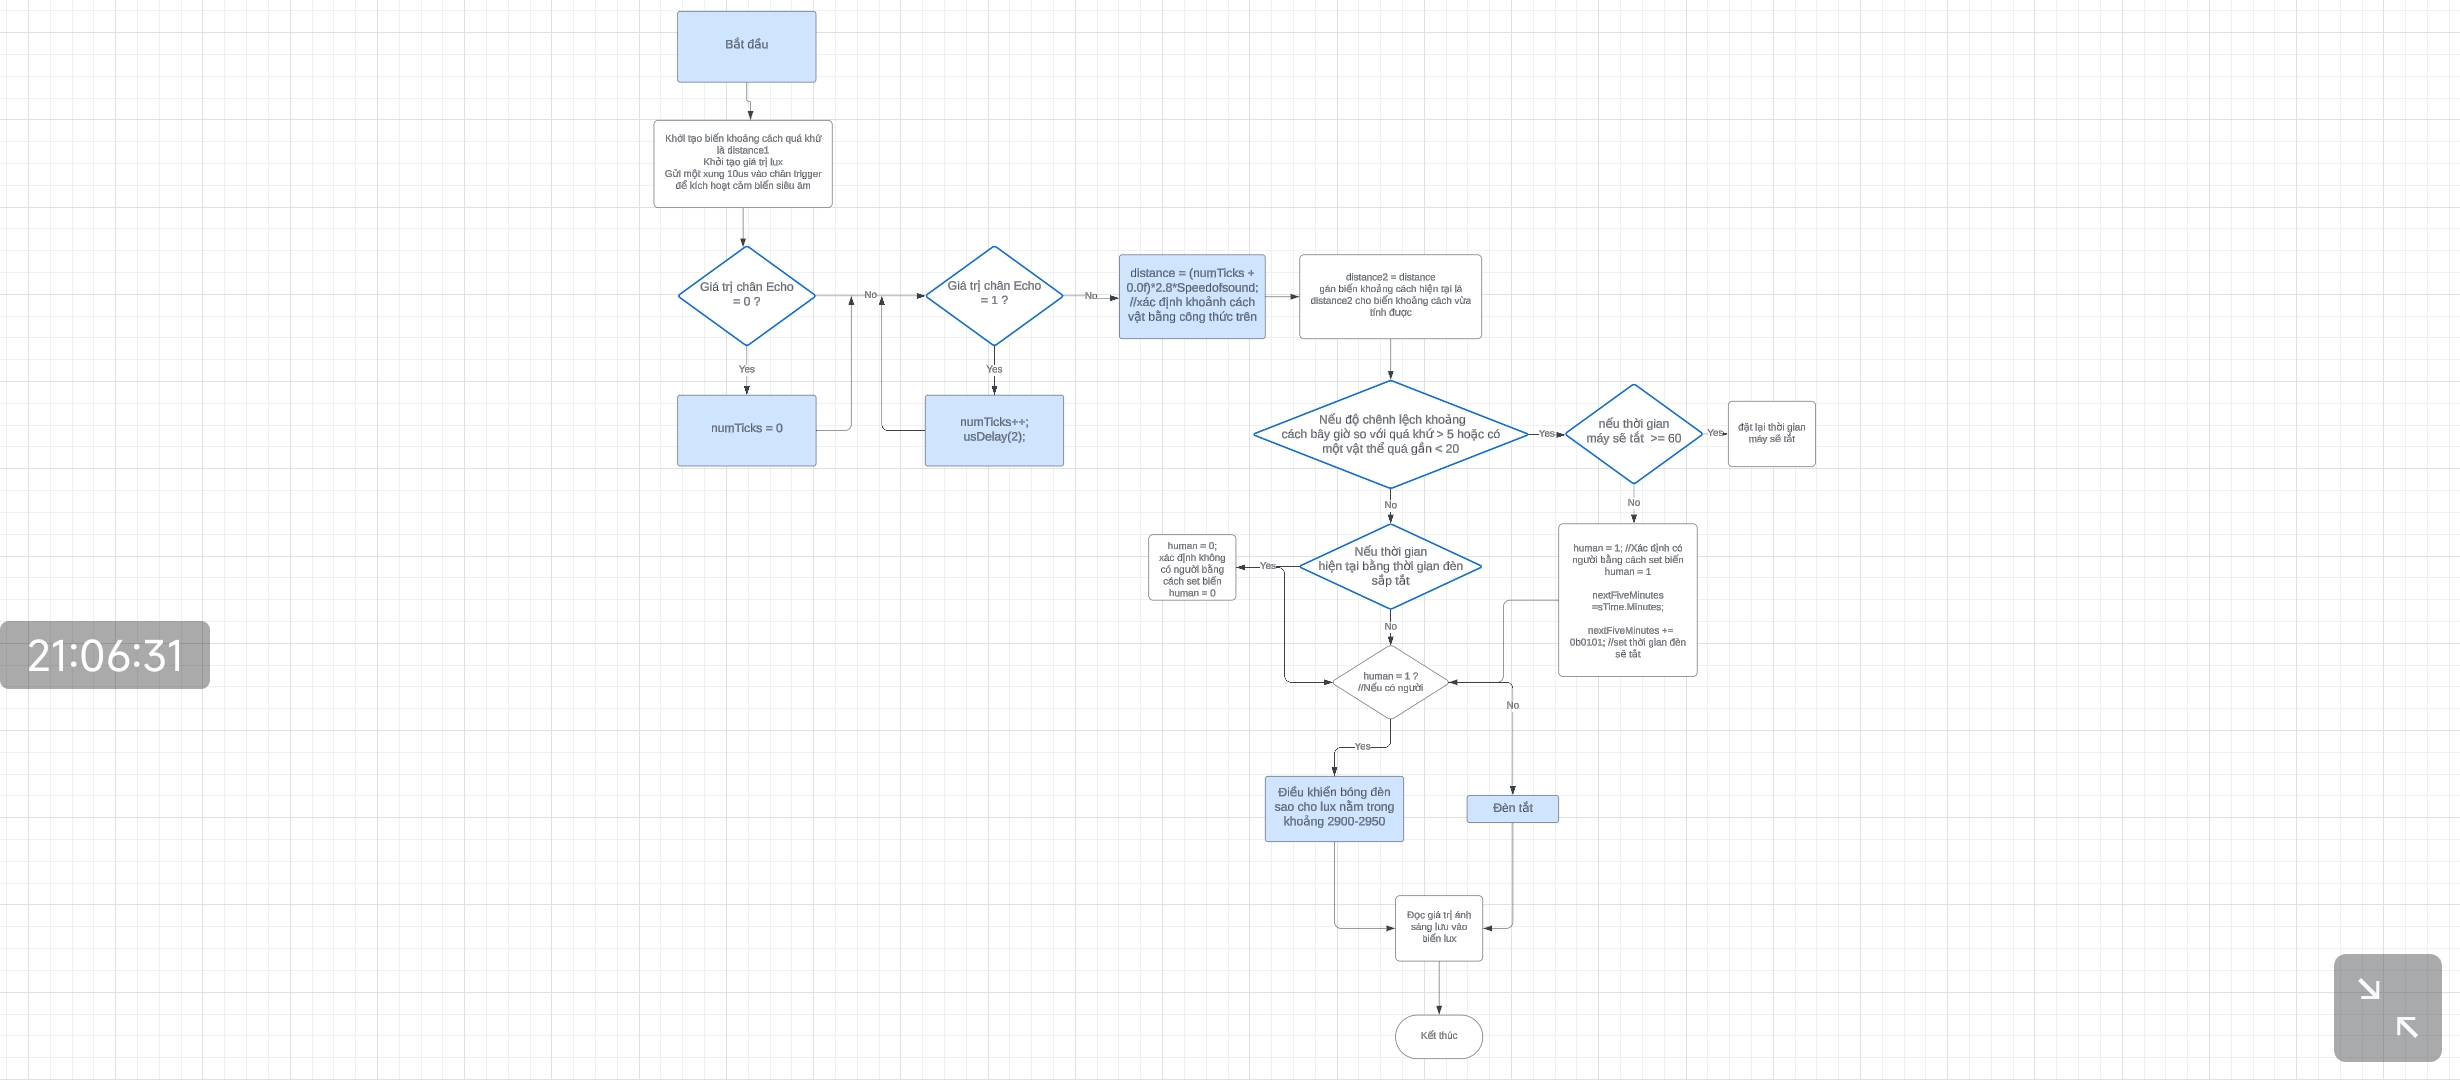 Bắt đầu
Khởi tạo biến khoảng cách quá khứ
là distance1
Khởi tạo giá trị lux
Gửi một xung 10us vào chân trigger
để kích hoạt cảm biến siêu âm
Giá trị chân Echo
= 0 ?
No
Giá trị chân Echo
= 1 ?
No
distance = (numTicks +
0.0f)*2.8*Speedofsound;
//xác định khoảnh cách
vật bằng công thức trên
distance2 = distance
gán biến khoảng cách hiện tại là
distance2 cho biến khoảng cách vừa
tính được
Yes
numTicks = 0
Yes
numTicks++;
usDelay(2);
Nếu độ chênh lệch khoảng
cách bây giờ so với quá khứ > 5 hoặc có
một vật thể quá gần < 20
Yes
nếu thời gian
máy sẽ tắt >= 60
Yes
đặt lại thời gian
máy sẽ tắt
No
No
human = 0;
xác định không
có người bằng
cách set biến
human = 0
Yes
Nếu thời gian
hiện tại bằng thời gian đèn
sắp tắt
human = 1; //Xác định có
người bằng cách set biến
human = 1
nextFiveMinutes
=sTime.Minutes;
nextFiveMinutes +=
0b0101; //set thời gian đèn
sẽ tắt
No
21:06:31
human = 1 ?
//Nếu có người
No
Yes
Điều khiển bóng đèn
sao cho lux nằm trong
khoảng 2900-2950
Đèn tắt
Đọc giá trị ánh
sáng lưu vào
biến lux
Kết thúc